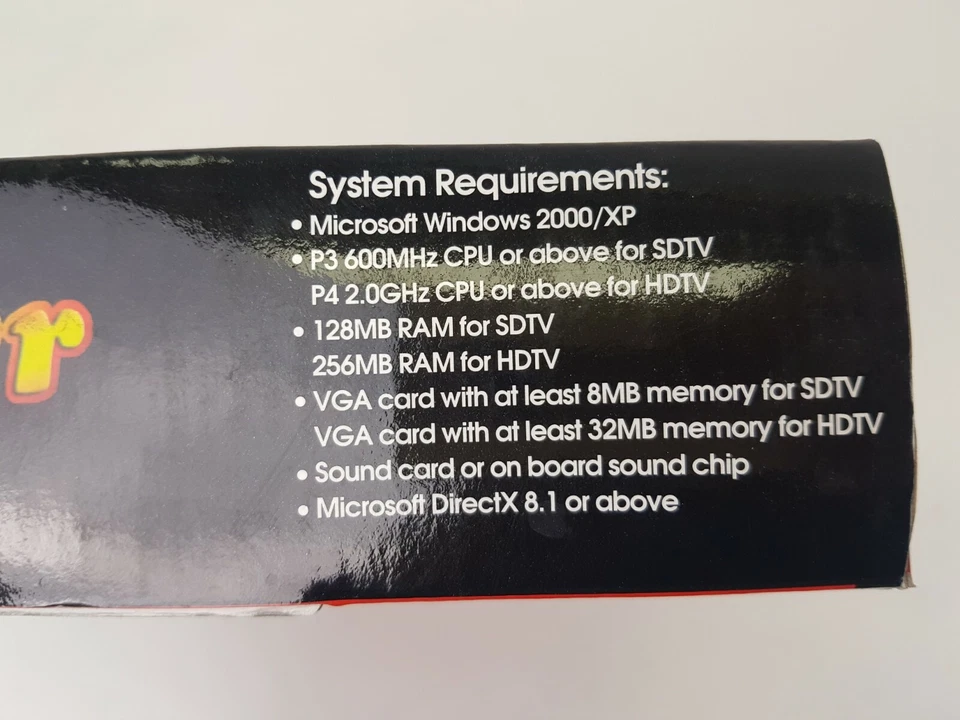 r
System Requirements:
• Microsoft Windows 2000/XP
• P3 600MHz CPU or above for SDTV
P4 2.0GHz CPU or above for HDTV
• 128MB RAM for SDTV
256MB RAM for HDTV
• VGA card with at least 8MB memory for SDTV
VGA card with at least 32MB memory for HDTV
• Sound card or on board sound chip
• Microsoft DirectX 8.1 or above